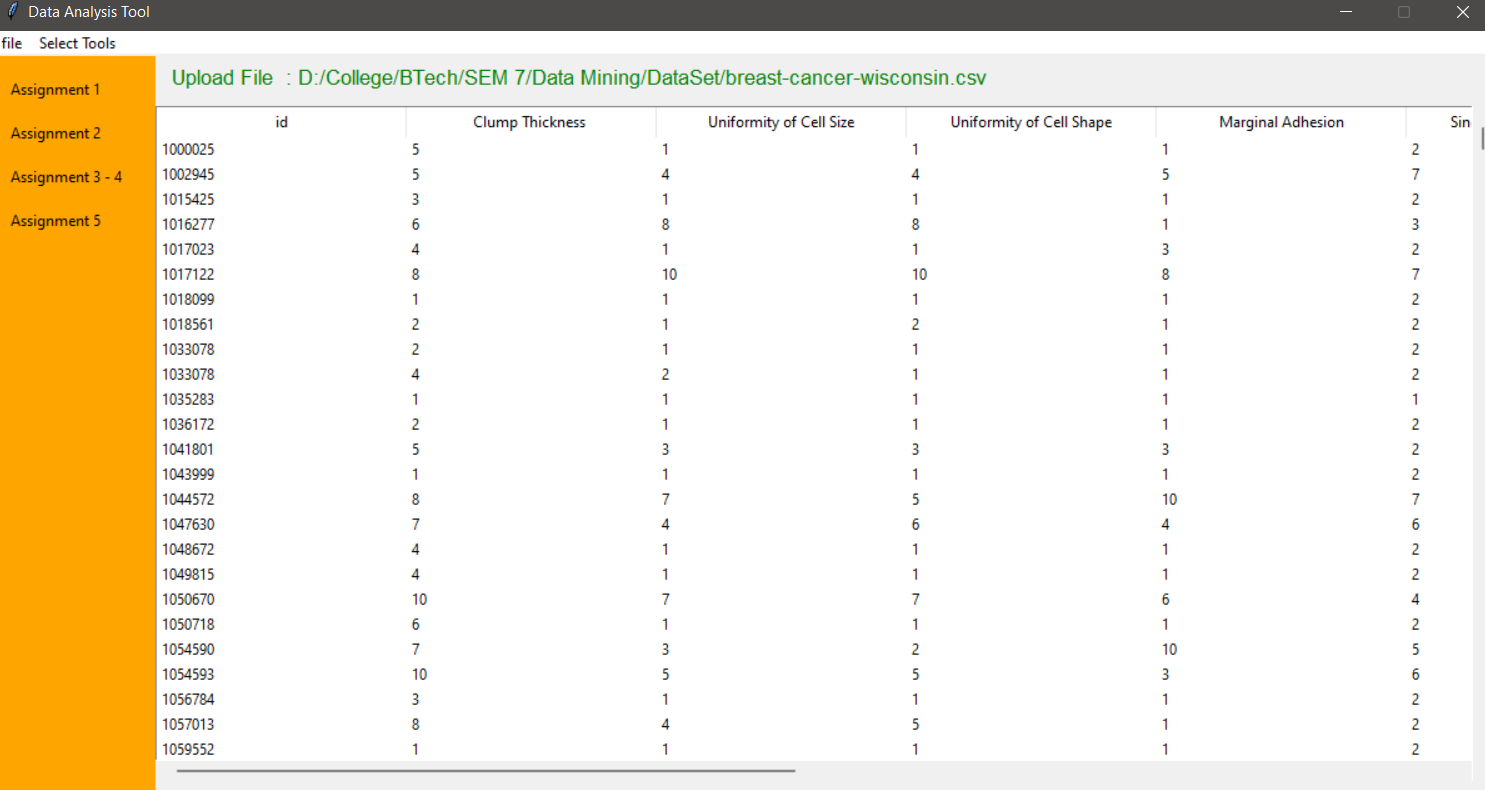 Data Analysis Tool
file Select Tools
Upload File : D:/College/BTech/SEM 7/Data Mining/DataSet/breast-cancer-wisconsin.csv
Assignment 1
Assignment 2
Assignment 3 - 4
Assignment 5
id Clump Thickness Uniformity of Cell Size Uniformity of Cell Shape Marginal Adhesion Sin
1000025 5 1 1 1 2
1002945 5 4 4 5 7
1015425 3 1 1 1 2
1016277 6 8 8 1 3
1017023 4 1 1 3 2
1017122 8 10 10 8 7
1018099 1 1 1 1 2
1018561 2 1 2 1 2
1033078 2 1 1 1 2
1033078 4 2 1 1 2
1035283 1 1 1 1 1
1036172 2 1 1 1 2
1041801 5 3 3 3 2
1043999 1 1 1 1 2
1044572 8 7 5 10 7
1047630 7 4 6 4 6
1048672 4 1 1 1 2
1049815 4 1 1 1 2
1050670 10 7 7 6 4
1050718 6 1 1 1 2
1054590 7 3 2 10 5
1054593 10 5 5 3 6
1056784 3 1 1 1 2
1057013 8 4 5 1 2
1059552 1 1 1 1 2